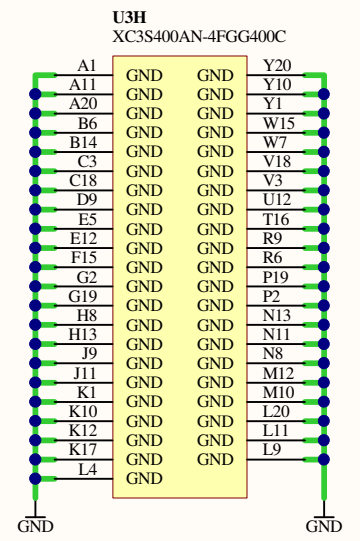 U3H
XC3S400AN-4FGG400C
A1 GND GND Y20
A11 GND GND Y10
A20 GND GND Y1
B6 GND GND W15
B14 GND GND W7
C3 GND GND V18
C18 GND GND V3
D9 GND GND U12
E5 GND GND T16
E12 GND GND R9
F15 GND GND R6
G2 GND GND P19
G19 GND GND P2
H8 GND GND N13
H13 GND GND N11
J9 GND GND N8
J11 GND GND M12
K1 GND GND M10
K10 GND GND L20
K12 GND GND L11
K17 GND GND L9
L4 GND
GND GND